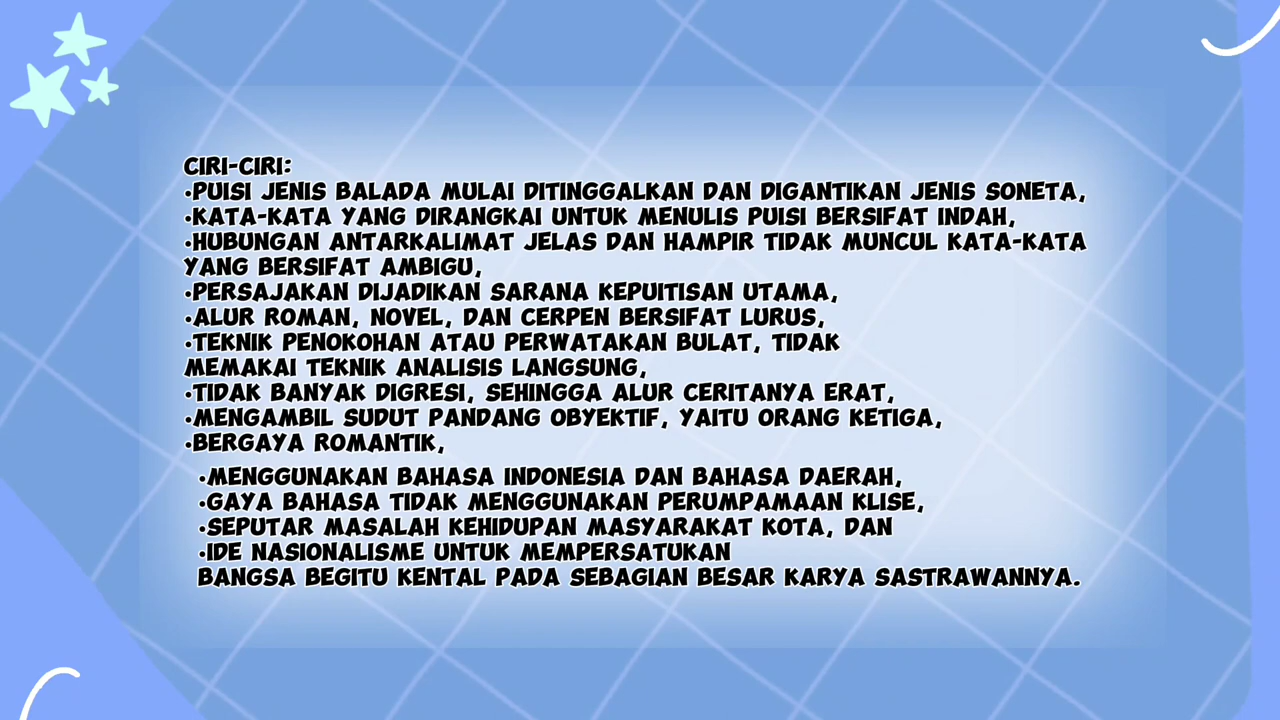 CIRI-CIRI:
•PUISI JENIS BALADA MULAI DITINGGALKAN DAN DIGANTIKAN JENIS SONETA,
•KATA-KATA YANG DIRANGKAI UNTUK MENULIS PUISI BERSIFAT INDAH,
•HUBUNGAN ANTARKALIMAT JELAS DAN HAMPIR TIDAK MUNCUL KATA-KATA
YANG BERSIFAT AMBIGU,
•PERSAJAKAN DIJADIKAN SARANA KEPUITISAN UTAMA,
•ALUR ROMAN, NOVEL, DAN CERPEN BERSIFAT LURUS,
•TEKNIK PENOKOHAN ATAU PERWATAKAN BULAT, TIDAK
MEMAKAI TEKNIK ANALISIS LANGSUNG,
•TIDAK BANYAK DIGRESI, SEHINGGA ALUR CERITANYA ERAT,
•MENGAMBIL SUDUT PANDANG OBYEKTIF, YAITU ORANG KETIGA,
•BERGAYA ROMANTIK,
•MENGGUNAKAN BAHASA INDONESIA DAN BAHASA DAERAH,
•GAYA BAHASA TIDAK MENGGUNAKAN PERUMPAMAAN KLISE,
•SEPUTAR MASALAH KEHIDUPAN MASYARAKAT KOTA, DAN
•IDE NASIONALISME UNTUK MEMPERSATUKAN
BANGSA BEGITU KENTAL PADA SEBAGIAN BESAR KARYA SASTRAWANNYA.